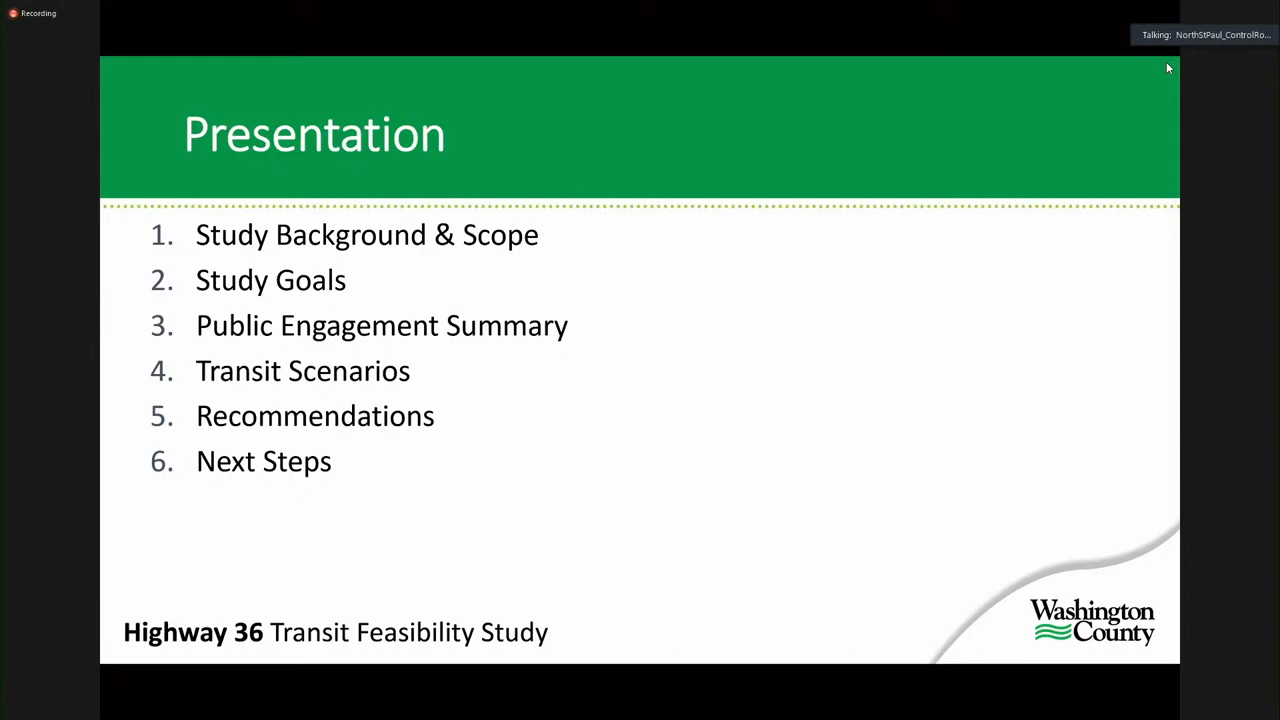 Recording
Talking: NorthStPaul_ControlRo...
Presentation
1. Study Background & Scope
2. Study Goals
3. Public Engagement Summary
4. Transit Scenarios
5. Recommendations
6. Next Steps
Highway 36 Transit Feasibility Study
Washington
County